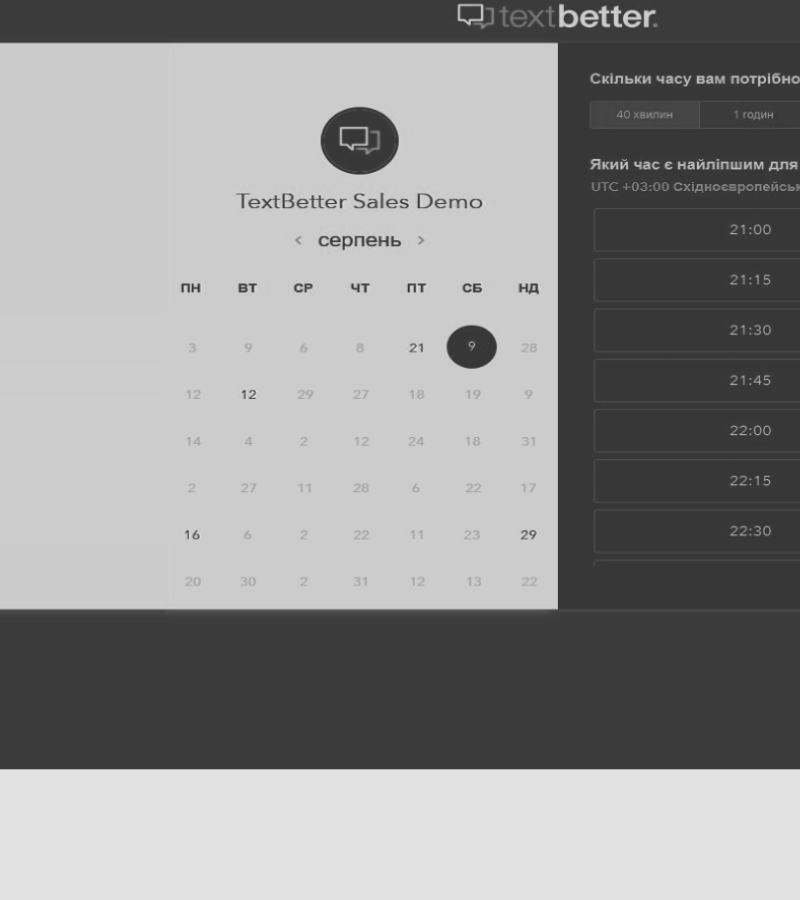 textbetter.
Скільки часу вам потрібно
40 хвилин 1 годин
Який час є найліпшим для
UTC +03:00 Східноєвропейськ
TextBetter Sales Demo
‹ серпень ›
ПН ВТ СР ЧТ ПТ СБ НД
3 9 6 8 21 9 28
12 12 29 27 18 19 9
14 4 2 12 24 18 31
2 27 11 28 6 22 17
16 6 2 22 11 23 29
20 30 2 31 12 13 22
21:00
21:15
21:30
21:45
22:00
22:15
22:30